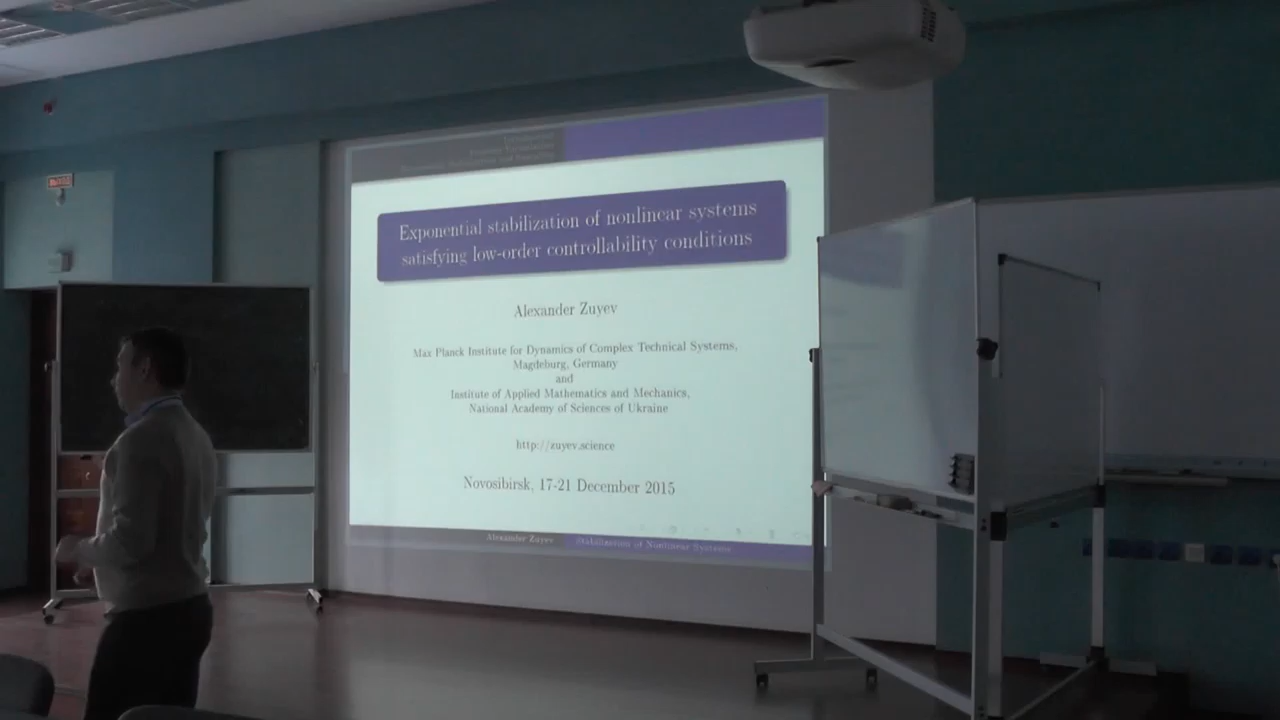 Exponential stabilization of nonlinear systems
satisfying low-order controllability conditions
Alexander Zuyev
Max Planck Institute for Dynamics of Complex Technical Systems,
Magdeburg, Germany
and
Institute of Applied Mathematics and Mechanics,
National Academy of Sciences of Ukraine
http://zuyev.science
Novosibirsk, 17-21 December 2015
Alexander Zuyev Stabilization of Nonlinear Systems